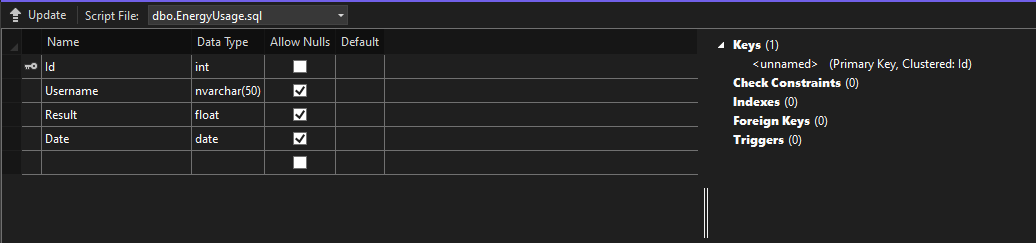 Update Script File: dbo.EnergyUsage.sql
Name Data Type Allow Nulls Default
Id int
Username nvarchar(50)
Result float
Date date
Keys (1)
<unnamed> (Primary Key, Clustered: Id)
Check Constraints (0)
Indexes (0)
Foreign Keys (0)
Triggers (0)